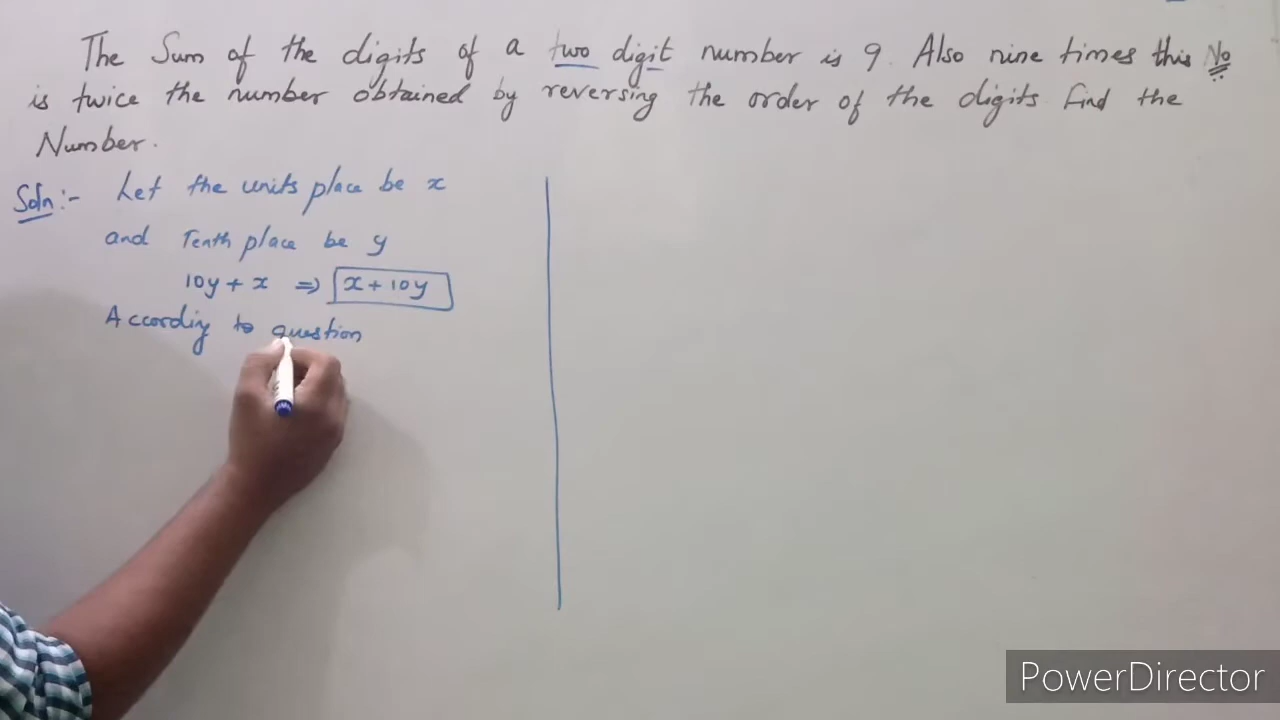 The Sum of the digits of a two digit number is 9. Also nine times this No
is twice the number obtained by reversing the order of the digits find the
Number.
Soln:- Let the units place be x
and Tenth place be y
10y + x ⇒ x + 10y
Accordiy to question
PowerDirector